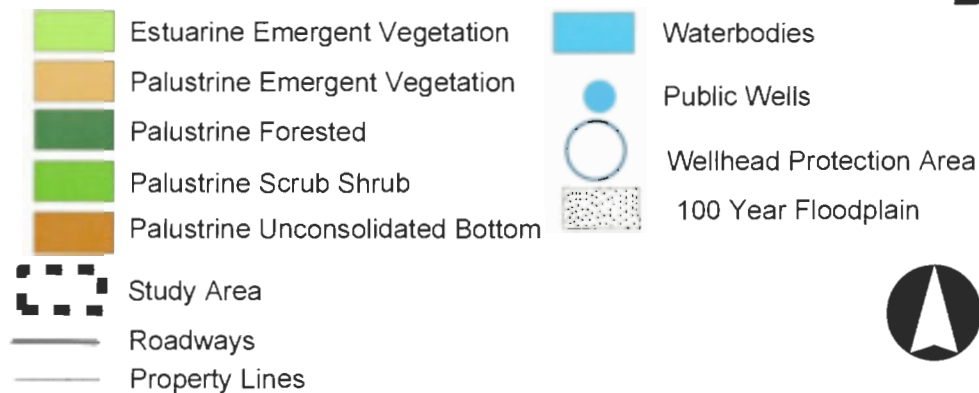 Estuarine Emergent Vegetation
Palustrine Emergent Vegetation
Palustrine Forested
Palustrine Scrub Shrub
Palustrine Unconsolidated Bottom
Study Area
Roadways
Property Lines
Waterbodies
Public Wells
Wellhead Protection Area
100 Year Floodplain